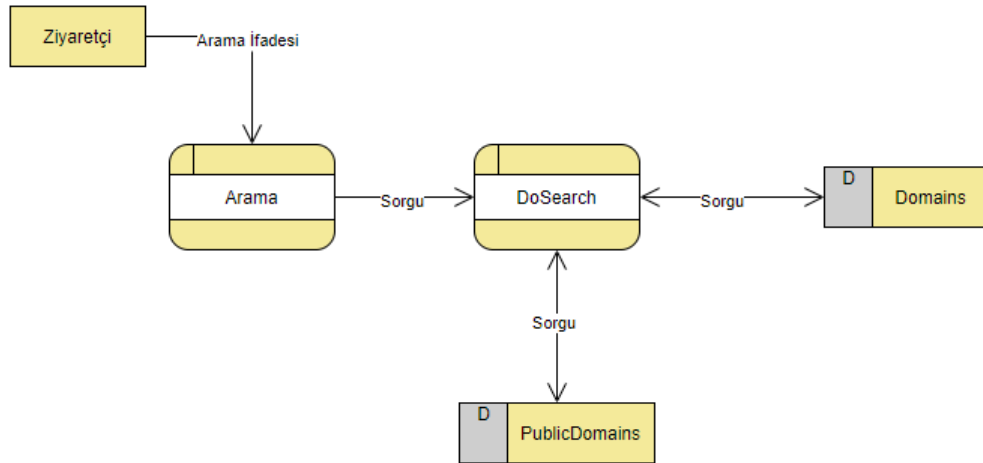 Ziyaretçi
Arama İfadesi
Arama
Sorgu
DoSearch
Sorgu
D
Domains
Sorgu
D
PublicDomains